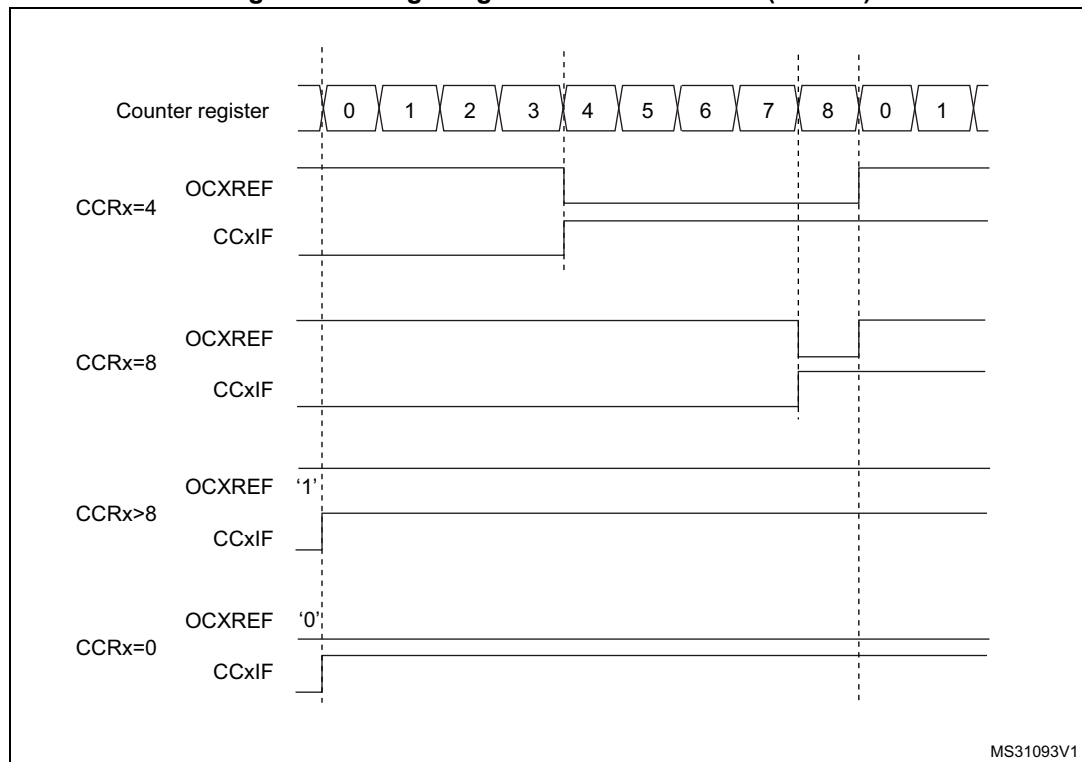 Counter register 0 1 2 3 4 5 6 7 8 0 1
OCXREF
CCRx=4
CCxIF
OCXREF
CCRx=8
CCxIF
OCXREF ‘1’
CCRx>8
CCxIF
OCXREF ‘0’
CCRx=0
CCxIF
MS31093V1